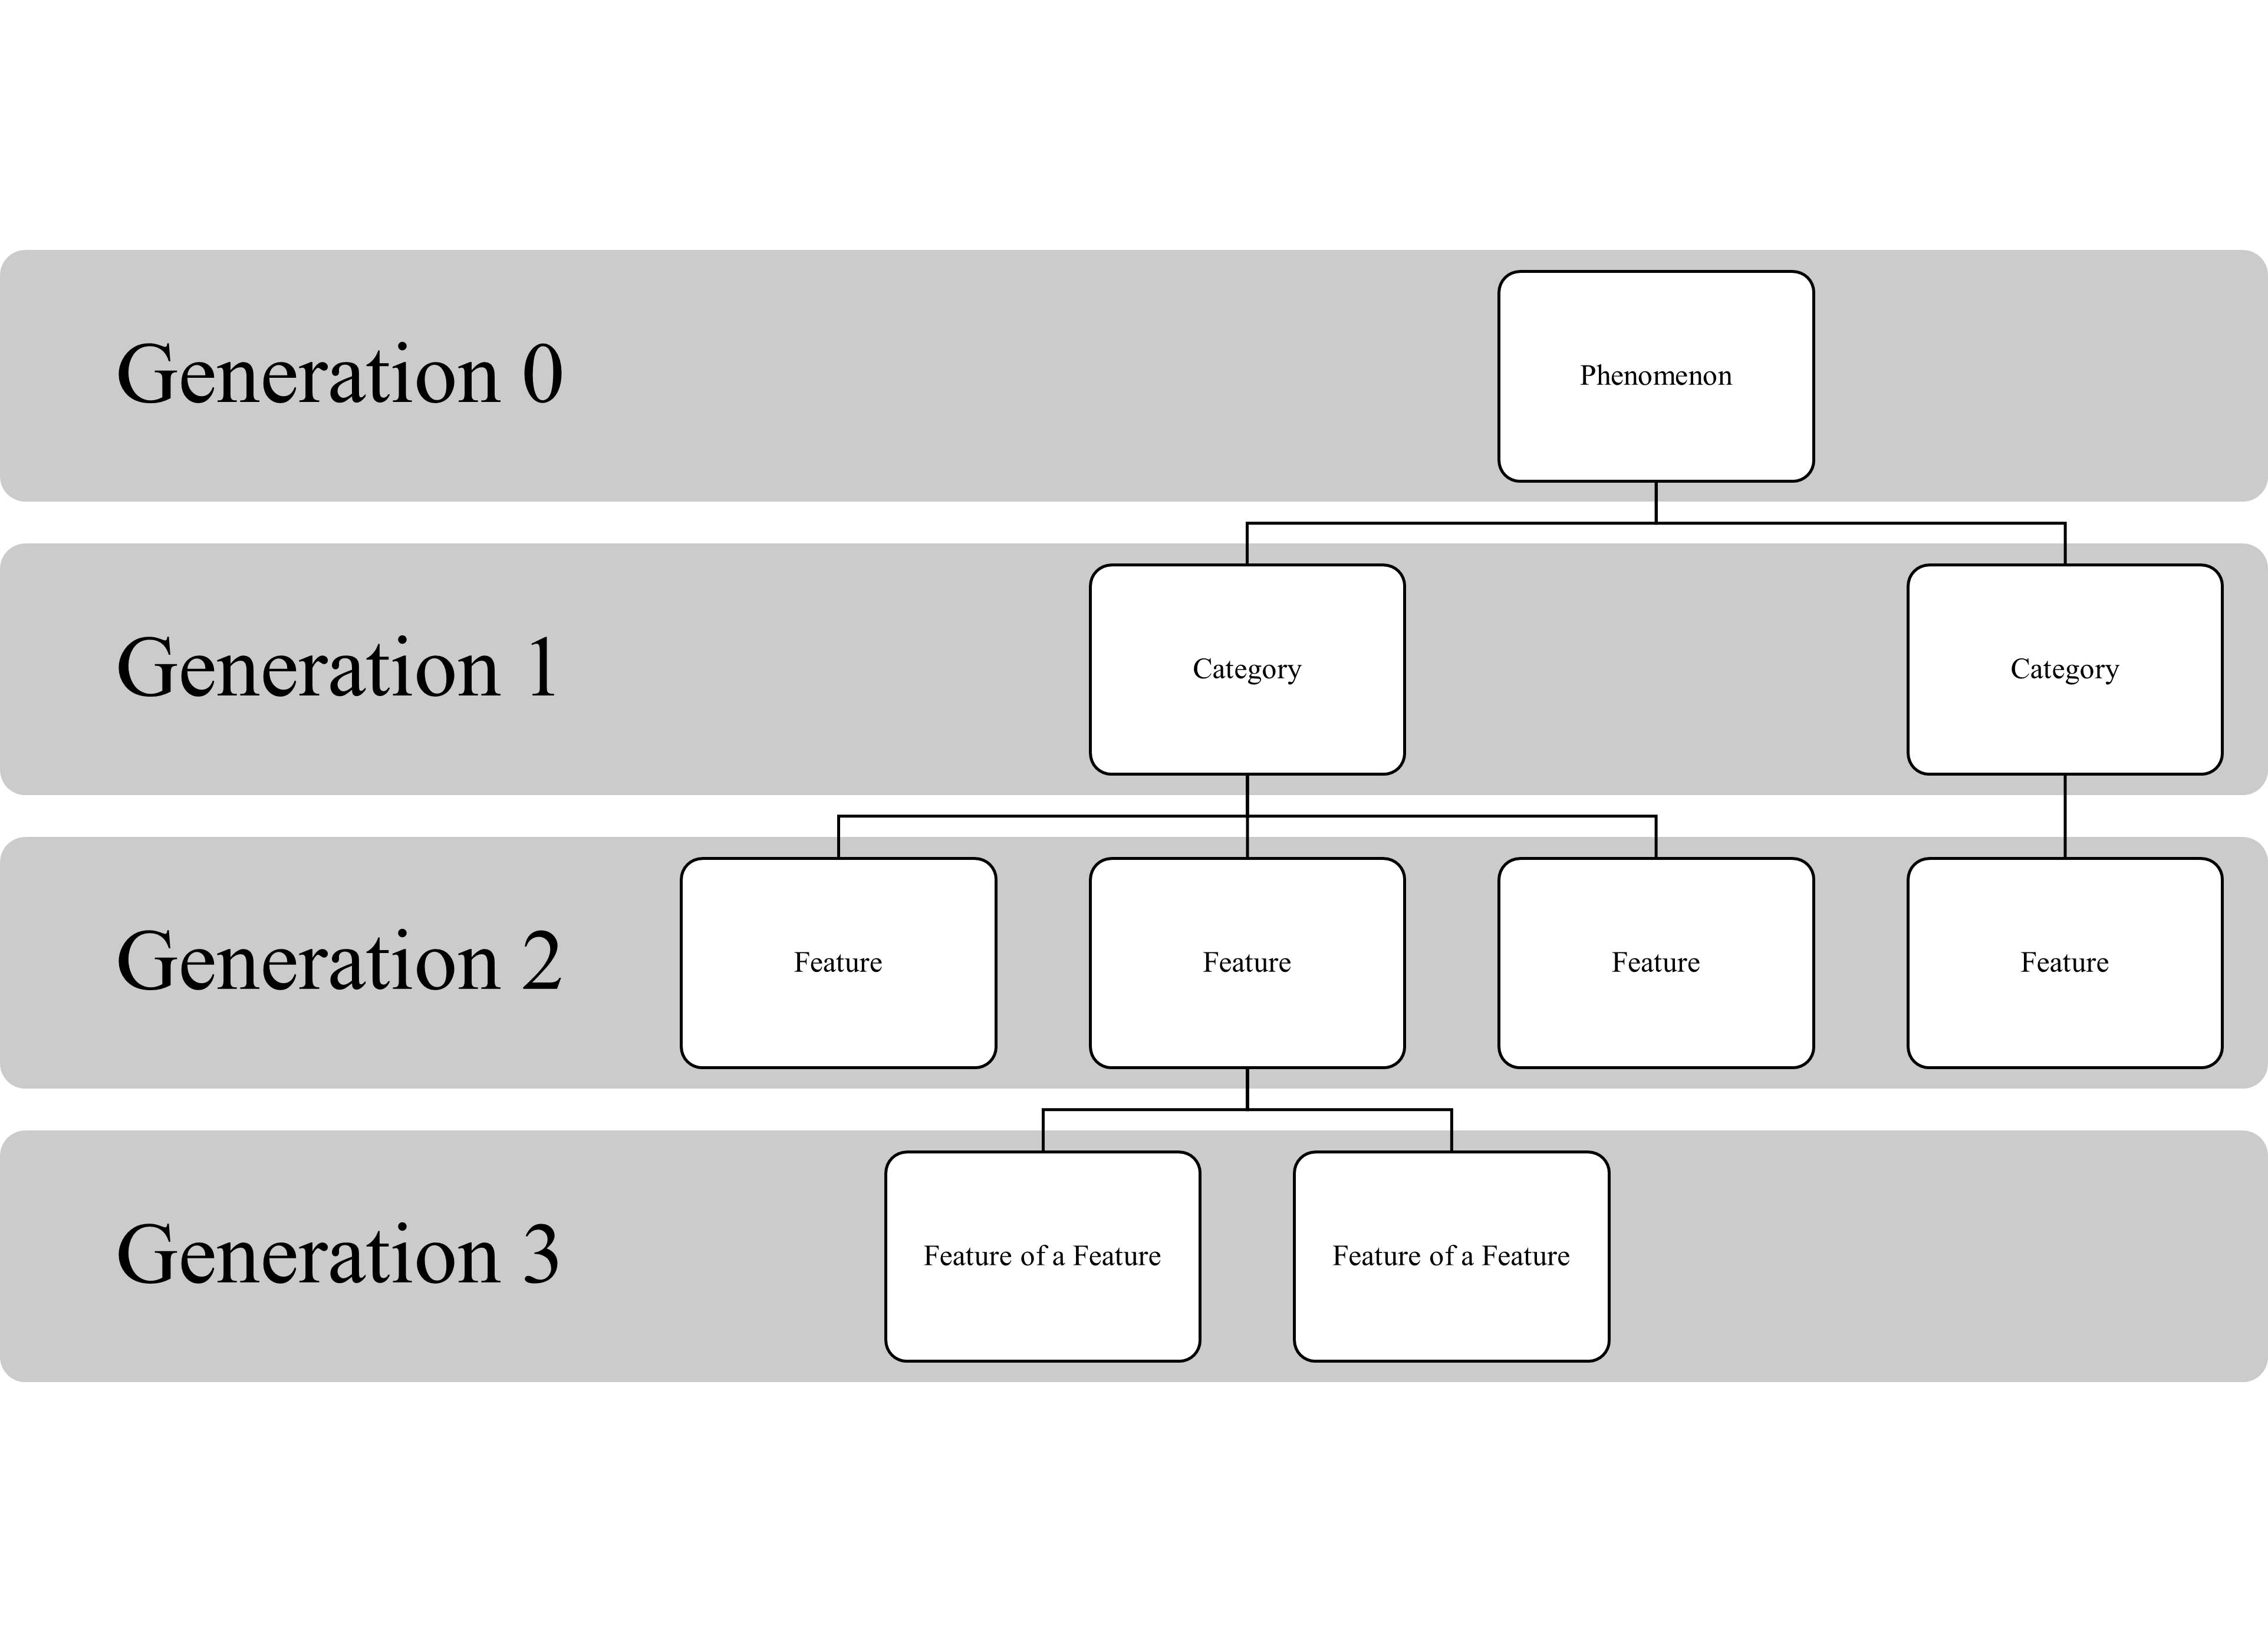 Generation 0
Phenomenon
Generation 1
Category
Category
Generation 2
Feature
Feature
Feature
Feature
Generation 3
Feature of a Feature
Feature of a Feature